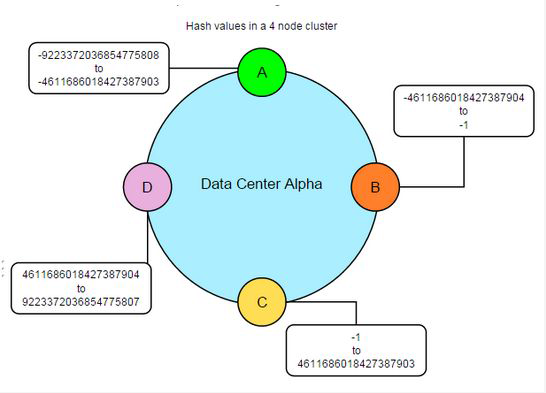 Hash values in a 4 node cluster
-9223372036854775808
to
-4611686018427387903
A
-4611686018427387904
to
-1
D
Data Center Alpha
B
4611686018427387904
to
9223372036854775807
C
-1
to
4611686018427387903